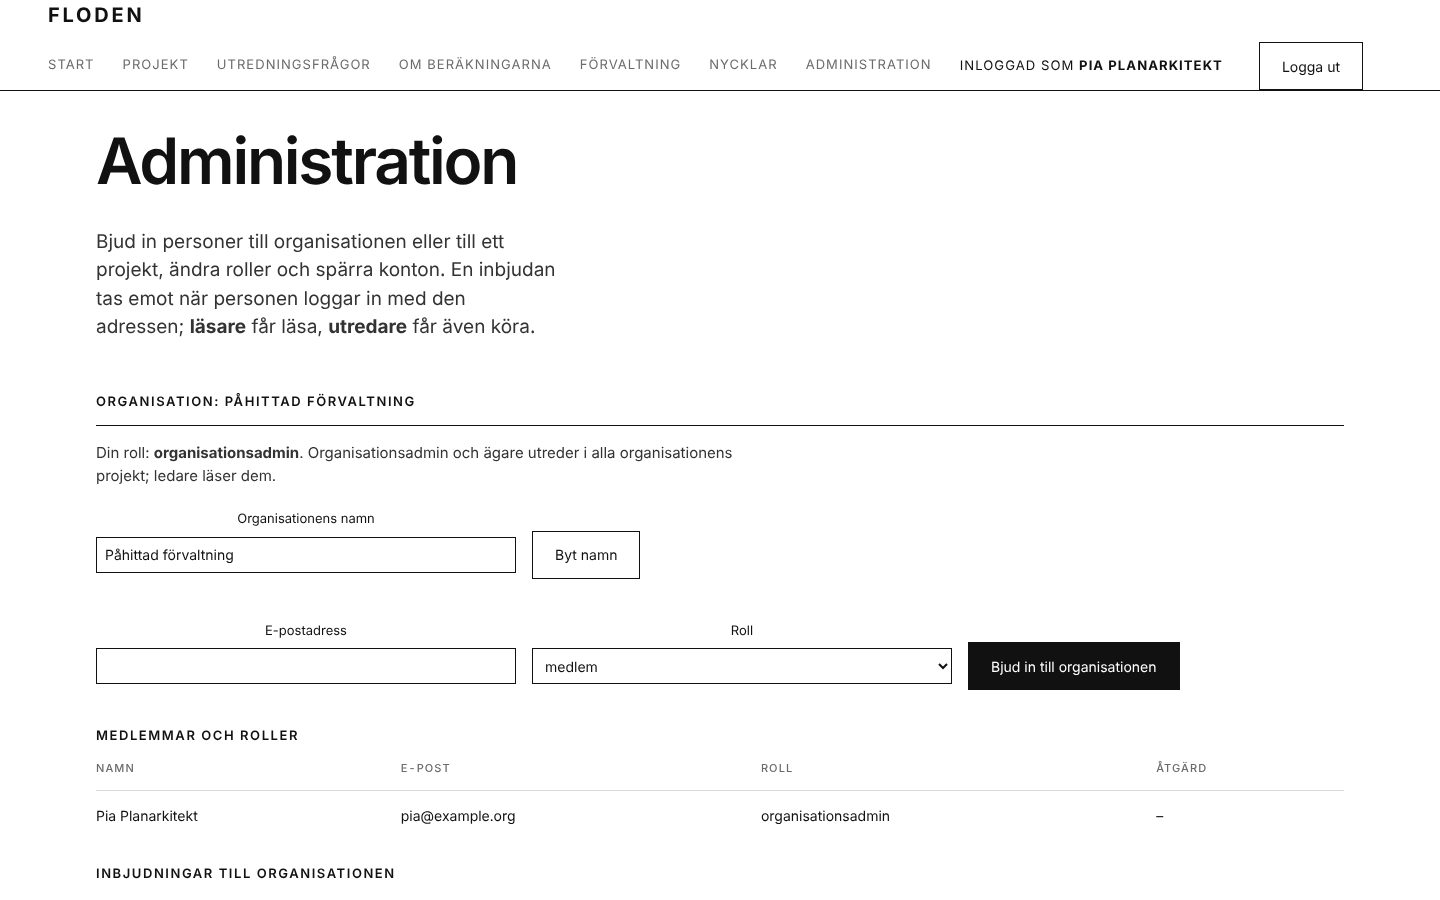 FLODEN
START PROJEKT UTREDNINGSFRÅGOR OM BERÄKNINGARNA FÖRVALTNING NYCKLAR ADMINISTRATION INLOGGAD SOM PIA PLANARKITEKT Logga ut
Administration
Bjud in personer till organisationen eller till ett
projekt, ändra roller och spärra konton. En inbjudan
tas emot när personen loggar in med den
adressen; läsare får läsa, utredare får även köra.
ORGANISATION: PÅHITTAD FÖRVALTNING
Din roll: organisationsadmin. Organisationsadmin och ägare utreder i alla organisationens
projekt; ledare läser dem.
Organisationens namn
Påhittad förvaltning Byt namn
E-postadress Roll
medlem Bjud in till organisationen
MEDLEMMAR OCH ROLLER
NAMN E-POST ROLL ÅTGÄRD
Pia Planarkitekt pia@example.org organisationsadmin –
INBJUDNINGAR TILL ORGANISATIONEN